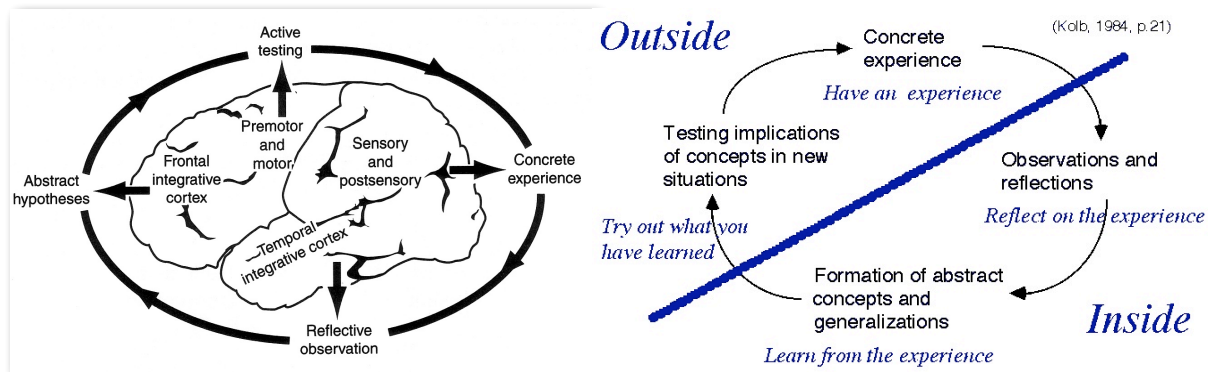 Active
testing
Premotor
and
motor
Sensory
and
postsensory
Frontal
integrative
cortex
Concrete
experience
Abstract
hypotheses
Temporal
integrative cortex
Reflective
observation
Outside
(Kolb, 1984, p.21)
Concrete
experience
Have an experience
Testing implications
of concepts in new
situations
Observations and
reflections
Reflect on the experience
Try out what you
have learned
Formation of abstract
concepts and
generalizations
Inside
Learn from the experience